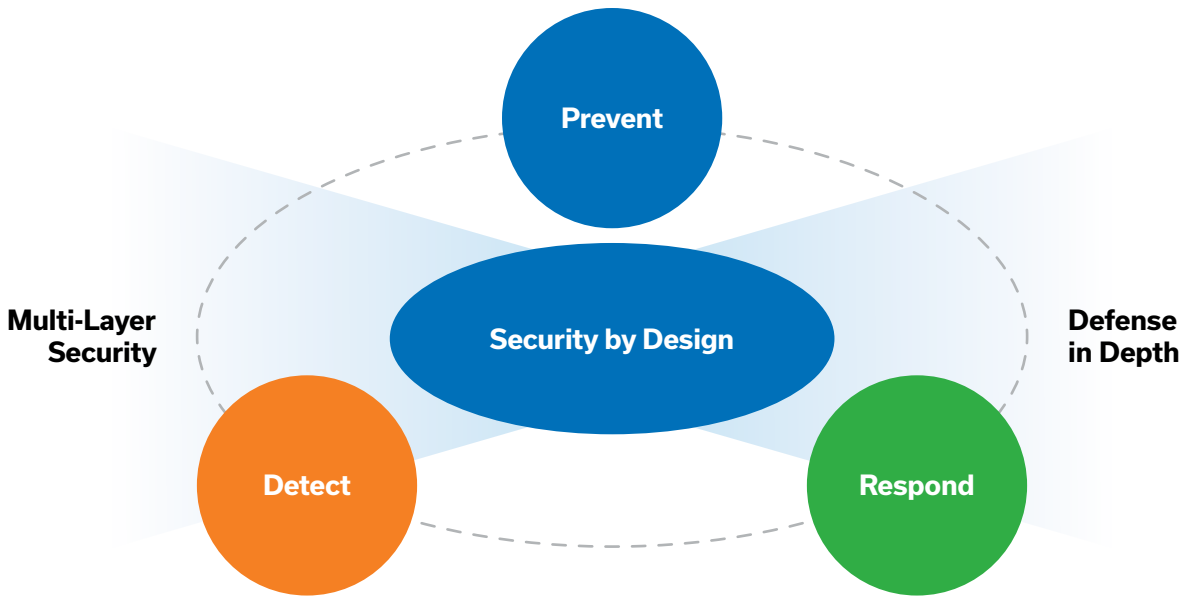 Prevent
Multi-Layer
Security
Security by Design
Defense
in Depth
Detect
Respond